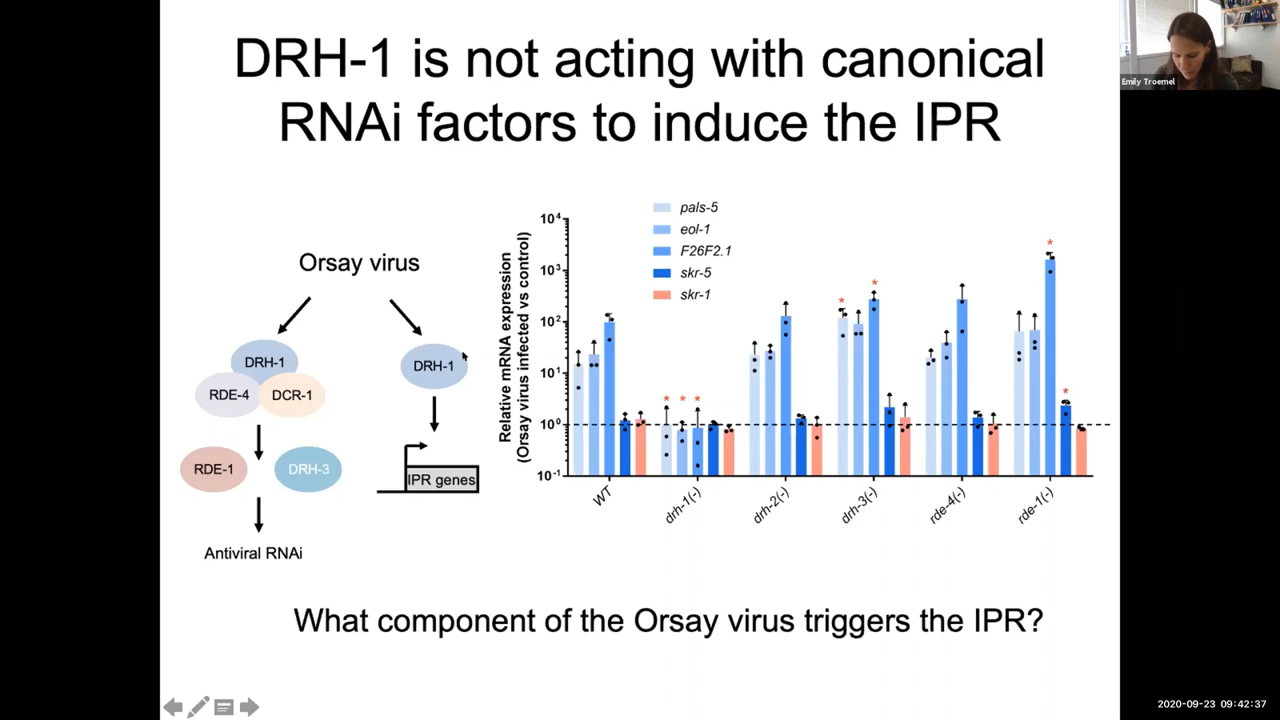 DRH-1 is not acting with canonical
RNAi factors to induce the IPR
Emily Troemel
Orsay virus
DRH-1
RDE-4
DCR-1
RDE-1
DRH-3
Antiviral RNAi
DRH-1
IPR genes
Relative mRNA expression
(Orsay virus infected vs control)
10⁴
10³
10²
10¹
10⁰
10⁻¹
pals-5
eol-1
F26F2.1
skr-5
skr-1
* * * * * * *
WT
drh-1(-)
drh-2(-)
drh-3(-)
rde-4(-)
rde-1(-)
What component of the Orsay virus triggers the IPR?
2020-09-23 09:42:37